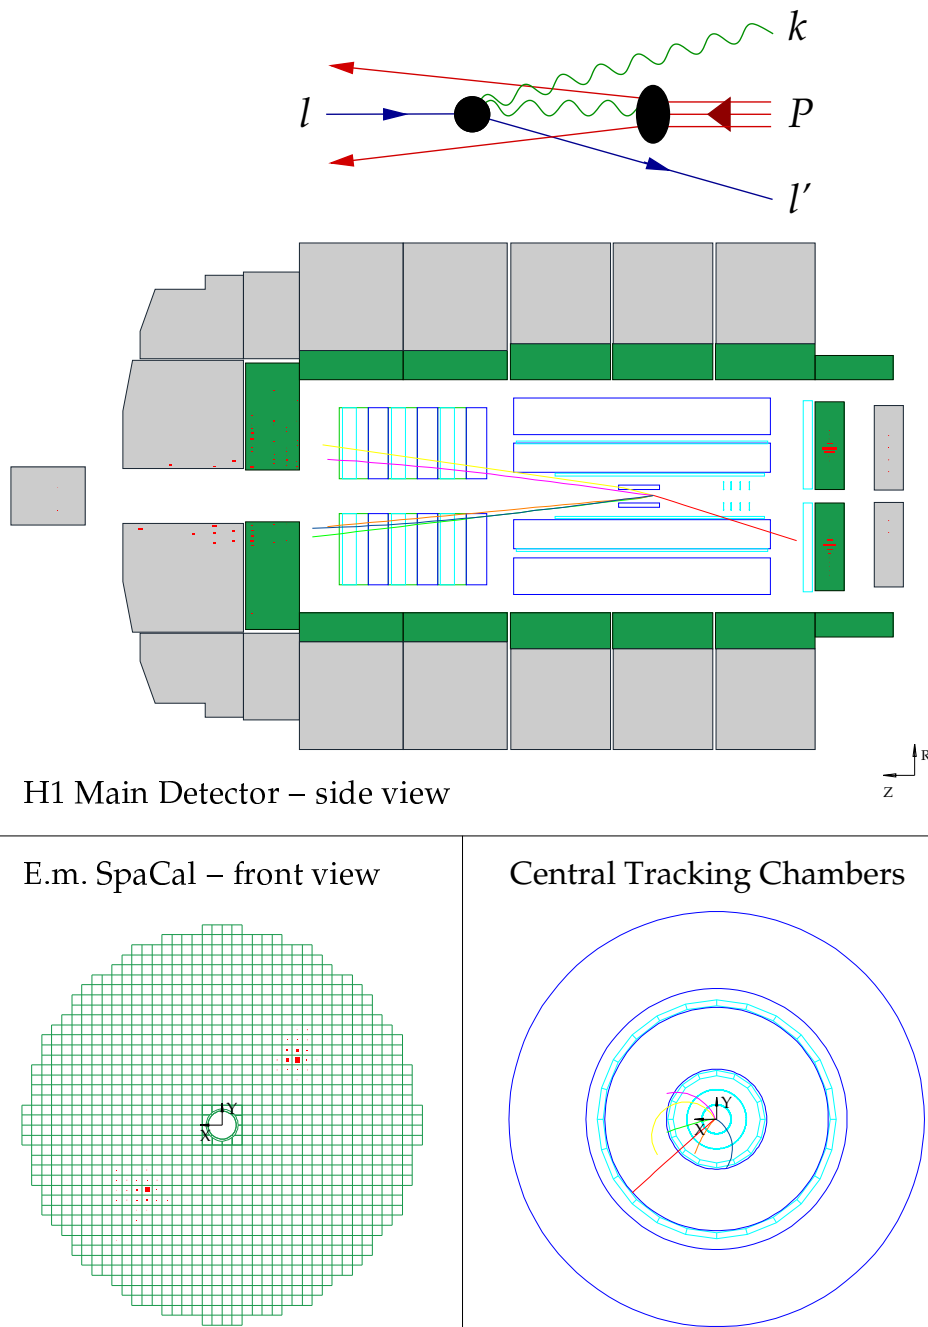 k
l P
l′
R
z
H1 Main Detector – side view
E.m. SpaCal – front view
Central Tracking Chambers
Y
X
Y
X